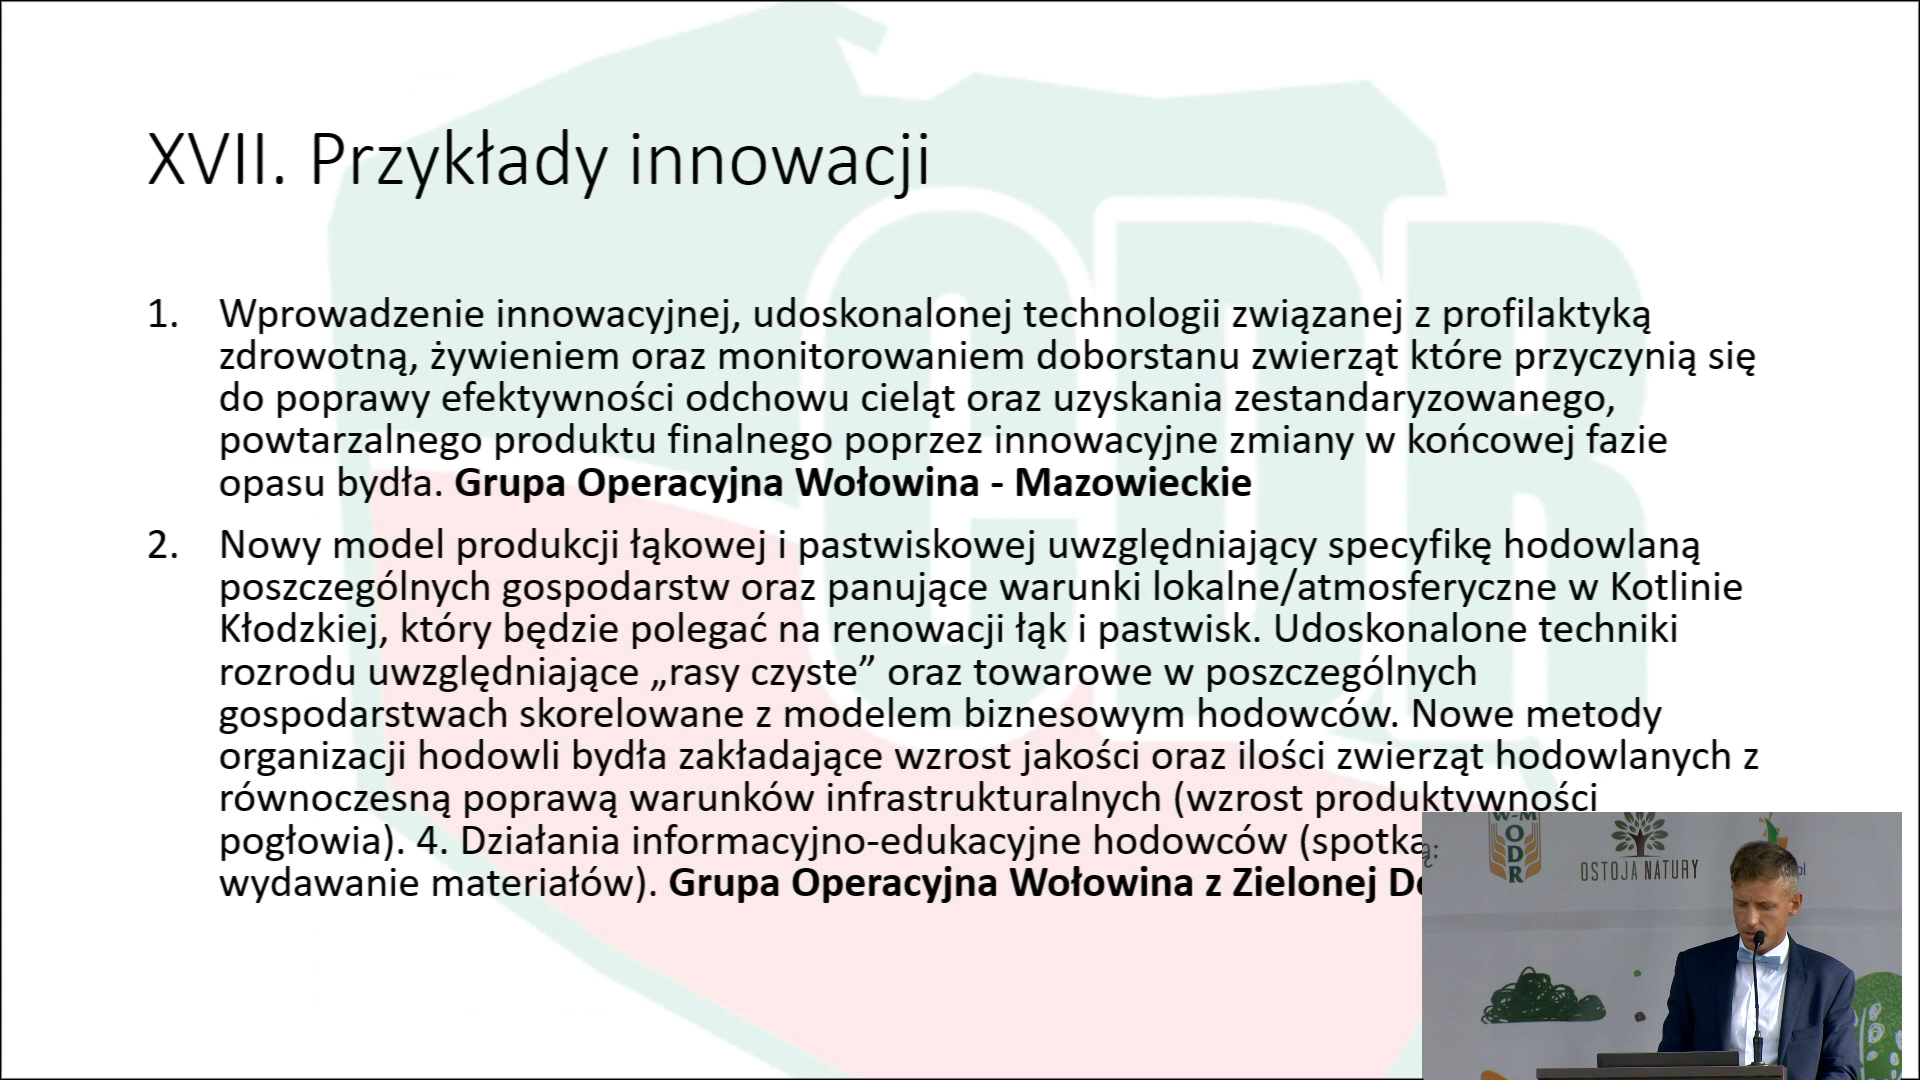 XVII. Przykłady innowacji
1. Wprowadzenie innowacyjnej, udoskonalonej technologii związanej z profilaktyką
zdrowotną, żywieniem oraz monitorowaniem doborstanu zwierząt które przyczynią się
do poprawy efektywności odchowu cieląt oraz uzyskania zestandaryzowanego,
powtarzalnego produktu finalnego poprzez innowacyjne zmiany w końcowej fazie
opasu bydła. Grupa Operacyjna Wołowina - Mazowieckie
2. Nowy model produkcji łąkowej i pastwiskowej uwzględniający specyfikę hodowlaną
poszczególnych gospodarstw oraz panujące warunki lokalne/atmosferyczne w Kotlinie
Kłodzkiej, który będzie polegać na renowacji łąk i pastwisk. Udoskonalone techniki
rozrodu uwzględniające „rasy czyste” oraz towarowe w poszczególnych
gospodarstwach skorelowane z modelem biznesowym hodowców. Nowe metody
organizacji hodowli bydła zakładające wzrost jakości oraz ilości zwierząt hodowlanych z
równoczesną poprawą warunków infrastrukturalnych (wzrost produktywności
pogłowia). 4. Działania informacyjno-edukacyjne hodowców
wydawanie materiałów). Grupa Operacyjna Wołowina z Zielonej
CDR
W-M
ODR
OSTOJA NATURY